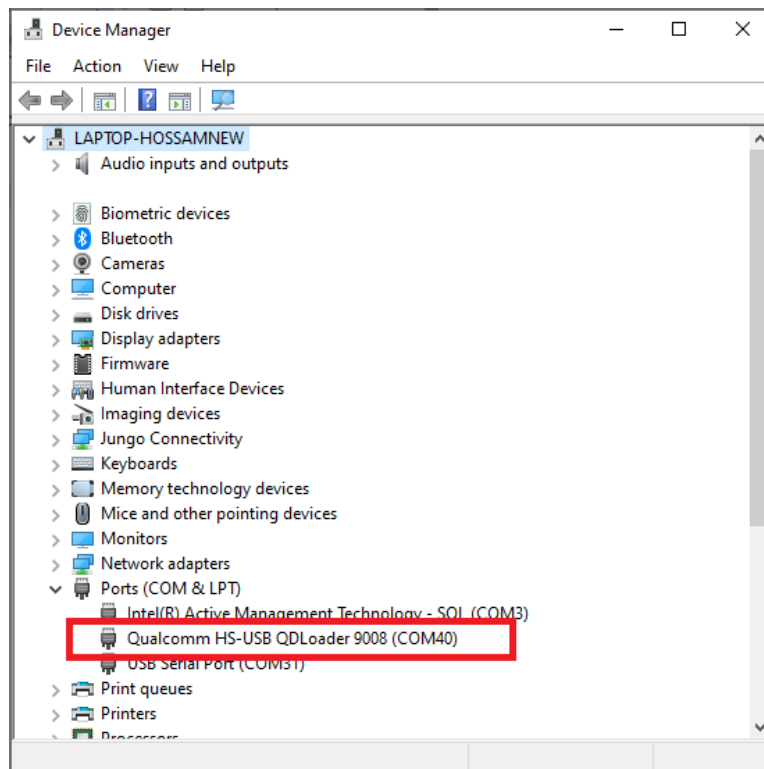 Device Manager
File Action View Help
LAPTOP-HOSSAMNEW
Audio inputs and outputs
Biometric devices
Bluetooth
Cameras
Computer
Disk drives
Display adapters
Firmware
Human Interface Devices
Imaging devices
Jungo Connectivity
Keyboards
Memory technology devices
Mice and other pointing devices
Monitors
Network adapters
Ports (COM & LPT)
Intel(R) Active Management Technology - SOL (COM3)
Qualcomm HS-USB QDLoader 9008 (COM40)
USB Serial Port (COM31)
Print queues
Printers
Processors